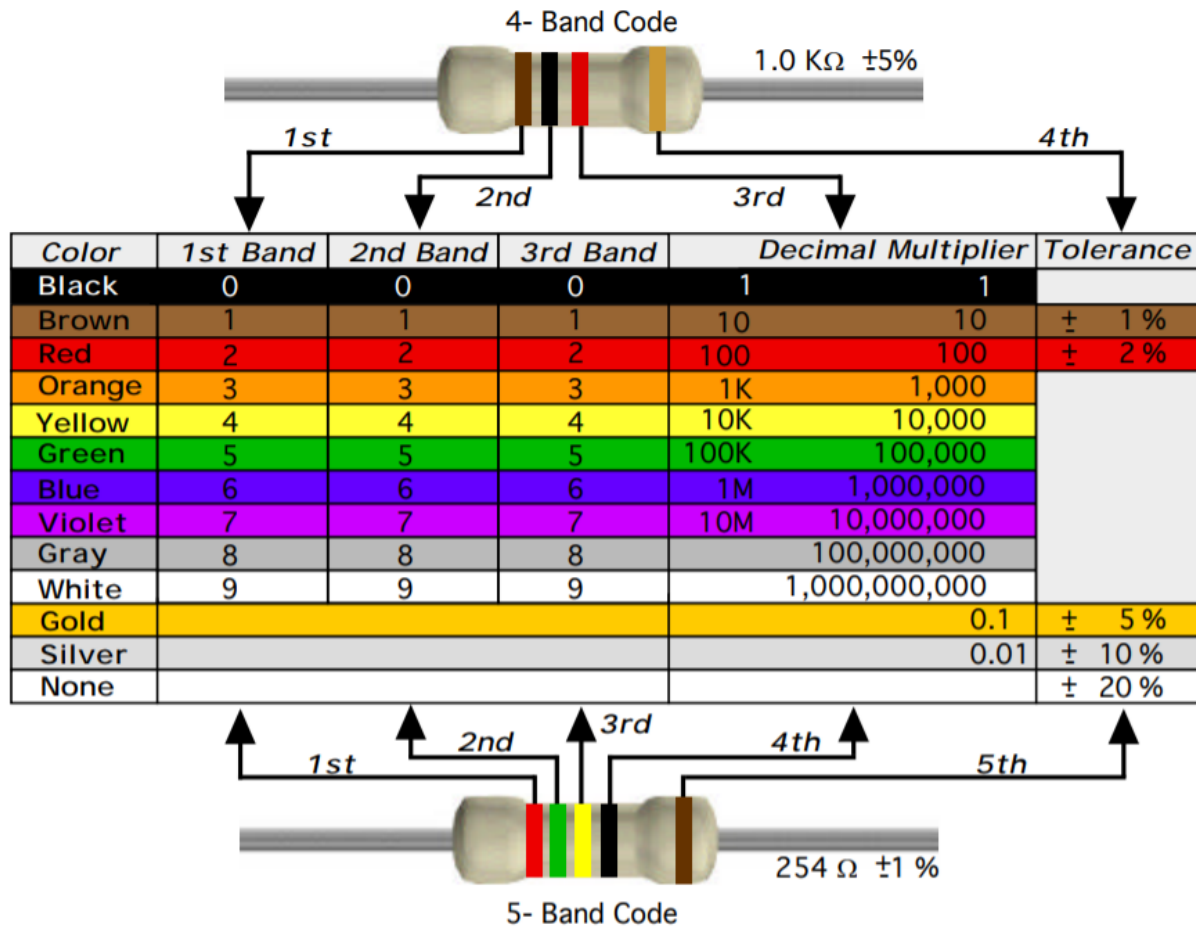 4- Band Code
1.0 KΩ ±5%
1st
4th
2nd
3rd
Color 1st Band 2nd Band 3rd Band Decimal Multiplier Tolerance
Black 0 0 0 1 1
Brown 1 1 1 10 10 ± 1 %
Red 2 2 2 100 100 ± 2 %
Orange 3 3 3 1K 1,000
Yellow 4 4 4 10K 10,000
Green 5 5 5 100K 100,000
Blue 6 6 6 1M 1,000,000
Violet 7 7 7 10M 10,000,000
Gray 8 8 8 100,000,000
White 9 9 9 1,000,000,000
Gold 0.1 ± 5 %
Silver 0.01 ± 10 %
None ± 20 %
3rd
2nd
4th
1st
5th
254 Ω ±1 %
5- Band Code